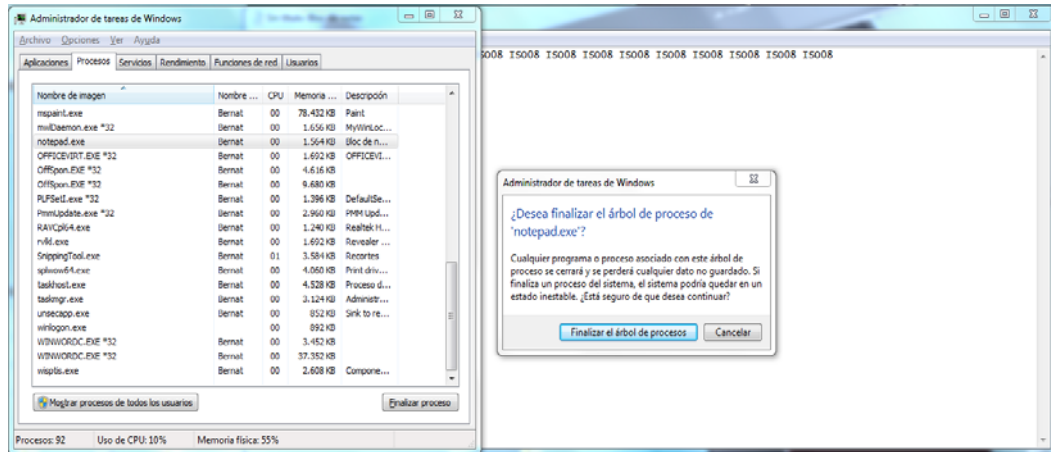 Administrador de tareas de Windows
Archivo Opciones Ver Ayuda
Aplicaciones Procesos Servicios Rendimiento Funciones de red Usuarios
Nombre de imagen Nombre ... CPU Memoria ... Descripción
mspaint.exe Bernat 00 78.432 KB Paint
mwlDaemon.exe *32 Bernat 00 1.656 KB MyWinLoc...
notepad.exe Bernat 00 1.564 KB Bloc de n...
OFFICEVIRT.EXE *32 Bernat 00 1.692 KB OFFICEVI...
OffSpon.EXE *32 Bernat 00 4.616 KB
OffSpon.EXE *32 Bernat 00 9.680 KB
PLFSetI.exe *32 Bernat 00 1.396 KB DefaultSe...
PmmUpdate.exe *32 Bernat 00 2.960 KB PMM Upd...
RAVCpl64.exe Bernat 00 1.240 KB Realtek H...
rvlkl.exe Bernat 00 1.692 KB Revealer ...
SnippingTool.exe Bernat 01 3.584 KB Recortes
splwow64.exe Bernat 00 4.060 KB Print driv...
taskhost.exe Bernat 00 4.528 KB Proceso d...
taskmgr.exe Bernat 00 3.124 KB Administr...
unsecapp.exe Bernat 00 852 KB Sink to re...
winlogon.exe 00 892 KB
WINWORDC.EXE *32 Bernat 00 3.452 KB
WINWORDC.EXE *32 Bernat 00 37.352 KB
wisptis.exe Bernat 00 2.608 KB Compone...
Mostrar procesos de todos los usuarios Finalizar proceso
Procesos: 92 Uso de CPU: 10% Memoria física: 55%
ISO08 ISO08 ISO08 ISO08 ISO08 ISO08 ISO08 ISO08 ISO08
Administrador de tareas de Windows
¿Desea finalizar el árbol de proceso de
'notepad.exe'?
Cualquier programa o proceso asociado con este árbol de
proceso se cerrará y se perderá cualquier dato no guardado. Si
finaliza un proceso del sistema, el sistema podría quedar en un
estado inestable. ¿Está seguro de que desea continuar?
Finalizar el árbol de procesos Cancelar